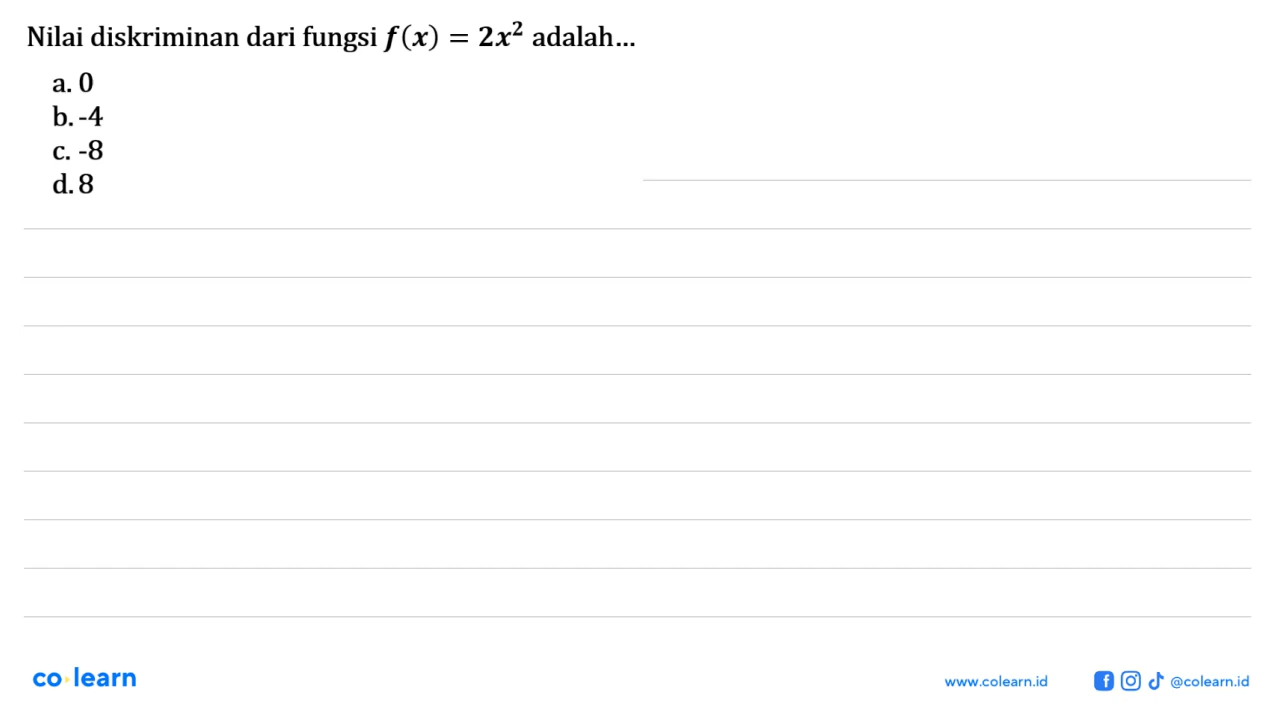 Nilai diskriminan dari fungsi f(x) = 2x² adalah...
a. 0
b. -4
c. -8
d. 8
co learn
www.colearn.id
@colearn.id